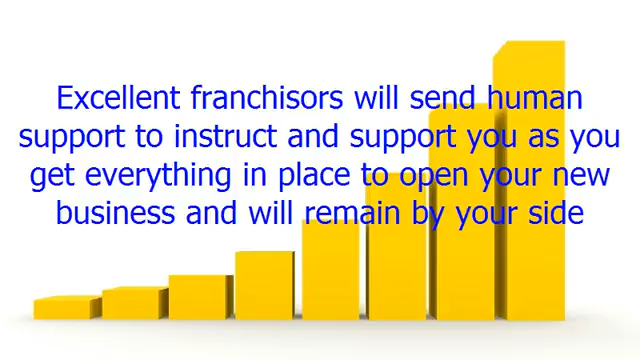 Excellent franchisors will send human
support to instruct and support you as you
get everything in place to open your new
business and will remain by your side